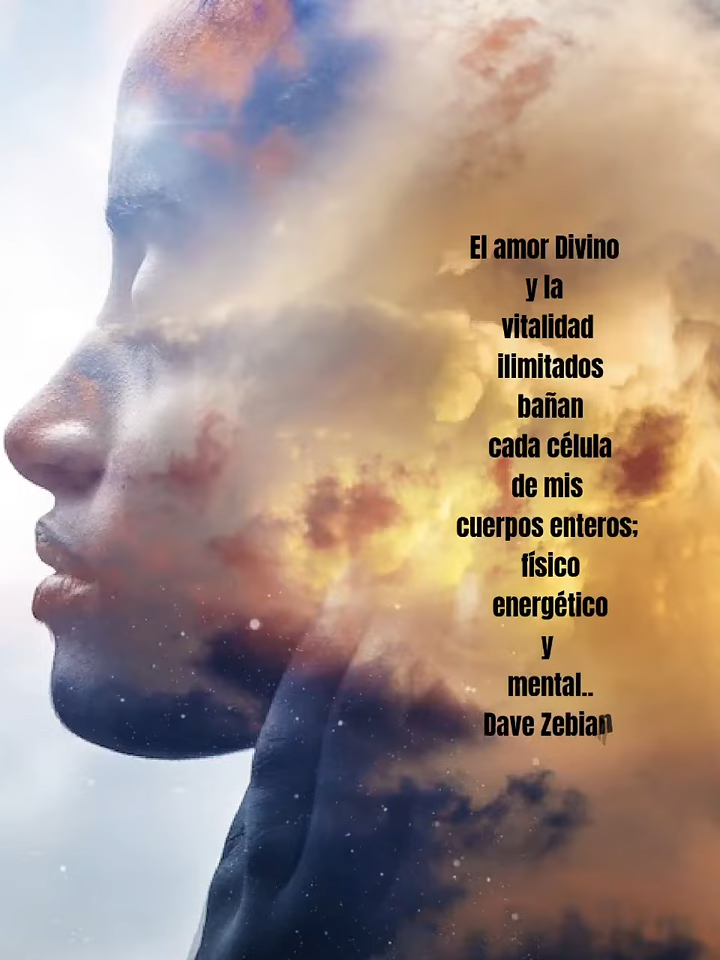 El amor Divino
y la
vitalidad
ilimitados
bañan
cada célula
de mis
cuerpos enteros;
físico
energético
y
mental..
Dave Zebian